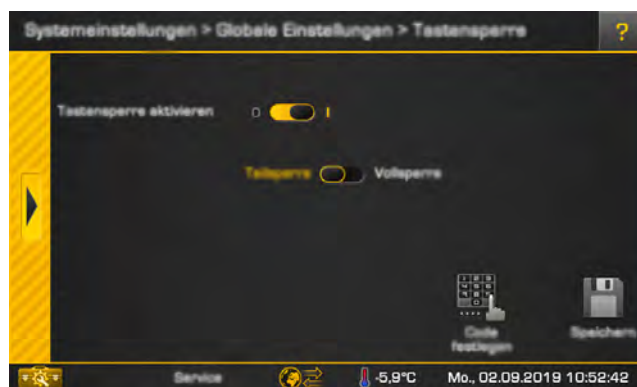 Systemeinstellungen > Globale Einstellungen > Tastensperre ?
Tastensperre aktivieren 0 I
Teilsperre Vollsperre
Code festlegen
Speichern
Service -5,9°C Mo., 02.09.2019 10:52:42